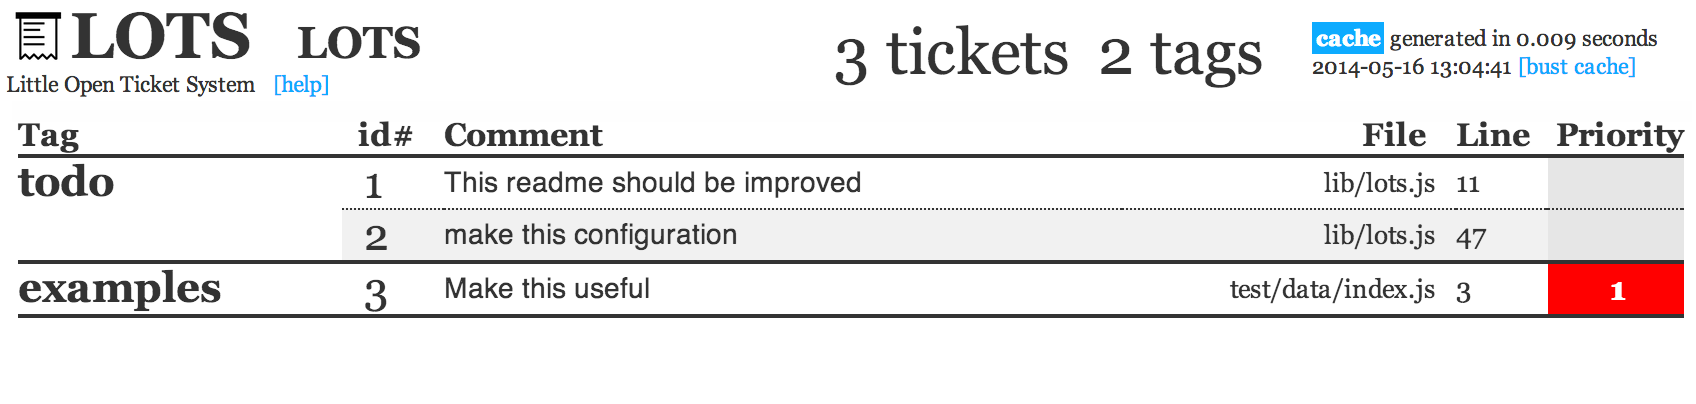 LOTS LOTS 3 tickets 2 tags cache generated in 0.009 seconds
Little Open Ticket System [help] 2014-05-16 13:04:41 [bust cache]
Tag id# Comment File Line Priority
todo 1 This readme should be improved lib/lots.js 11
2 make this configuration lib/lots.js 47
examples 3 Make this useful test/data/index.js 3 1